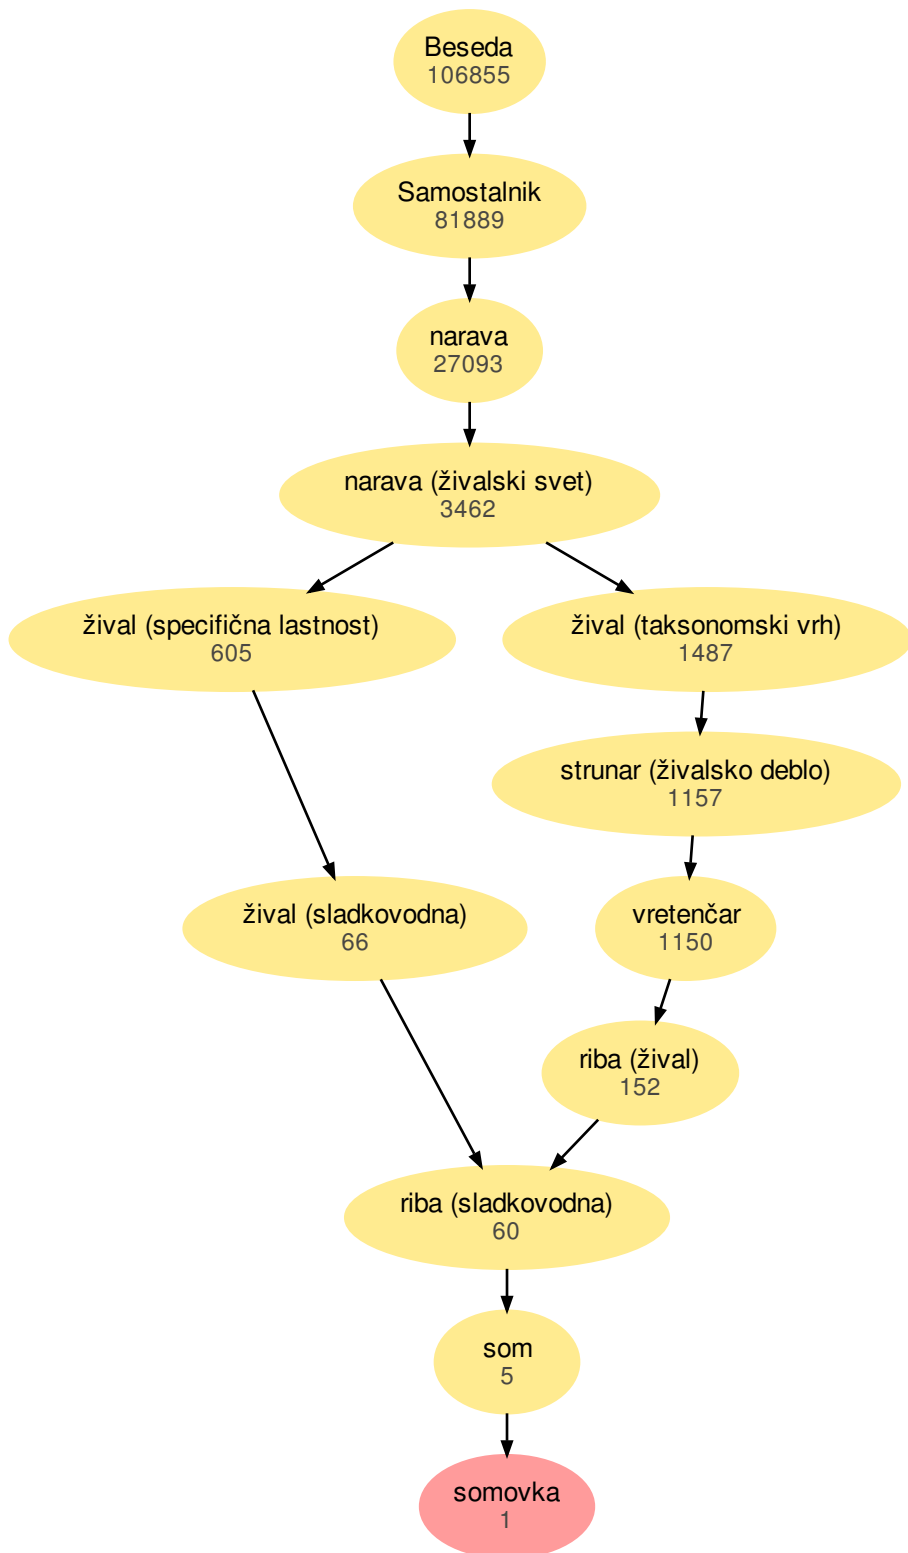 Beseda
106855
Samostalnik
81889
narava
27093
narava (živalski svet)
3462
žival (specifična lastnost)
605
žival (taksonomski vrh)
1487
strunar (živalsko deblo)
1157
žival (sladkovodna)
66
vretenčar
1150
riba (žival)
152
riba (sladkovodna)
60
som
5
somovka
1